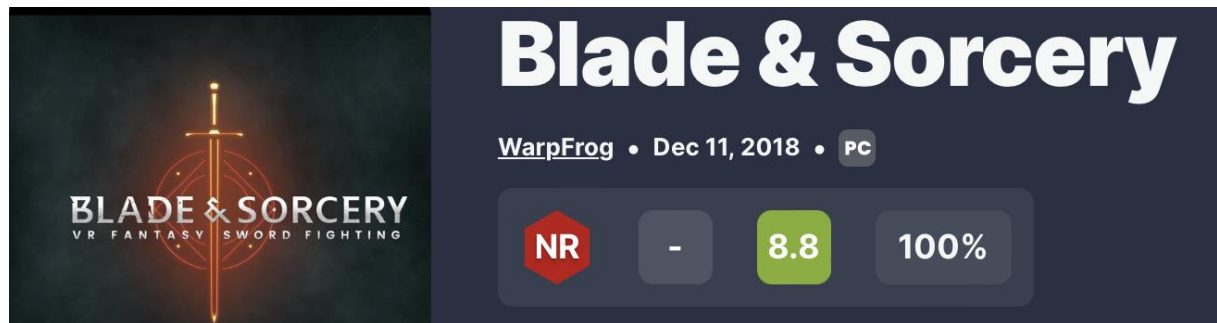 BLADE & SORCERY
VR FANTASY SWORD FIGHTING
Blade & Sorcery
WarpFrog • Dec 11, 2018 • PC
NR - 8.8 100%